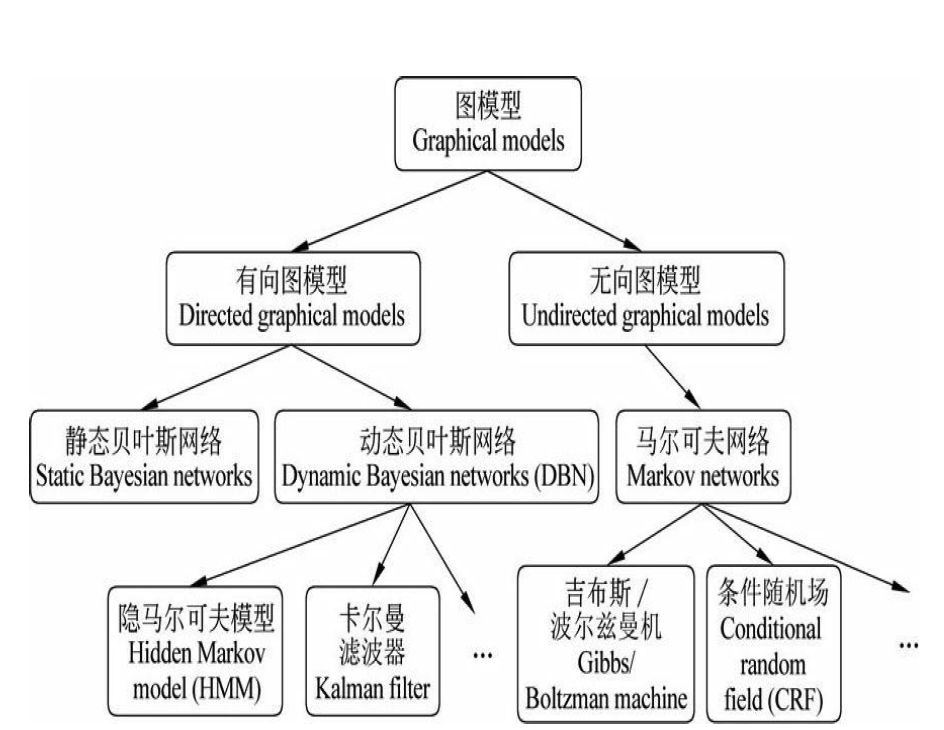 图模型
Graphical models
有向图模型
Directed graphical models
无向图模型
Undirected graphical models
静态贝叶斯网络
Static Bayesian networks
动态贝叶斯网络
Dynamic Bayesian networks (DBN)
马尔可夫网络
Markov networks
隐马尔可夫模型
Hidden Markov
model (HMM)
卡尔曼
滤波器
Kalman filter
...
吉布斯 /
波尔兹曼机
Gibbs/
Boltzman machine
条件随机场
Conditional
random
field (CRF)
...